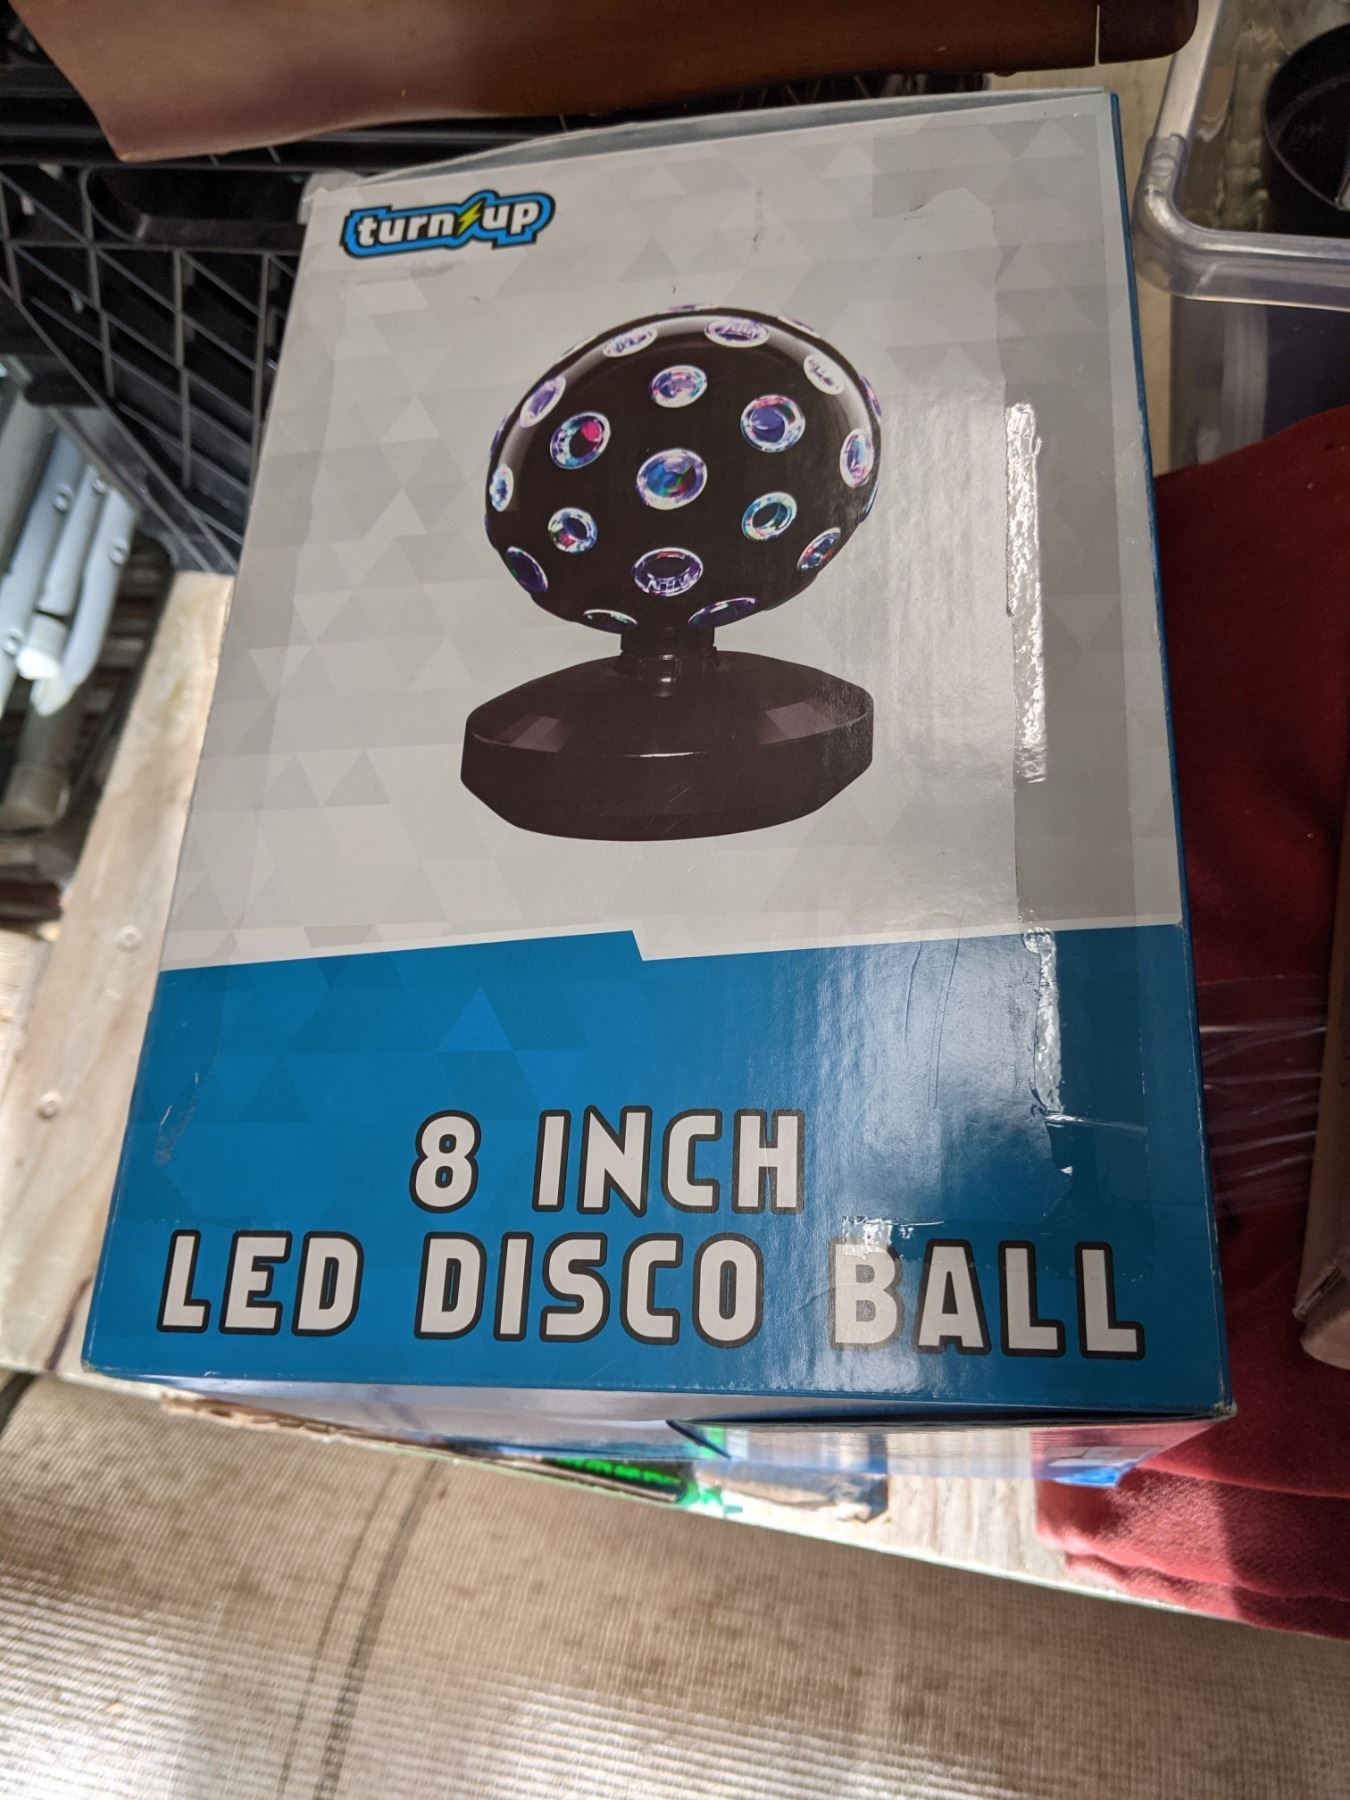 turn up
8 INCH
LED DISCO BALL